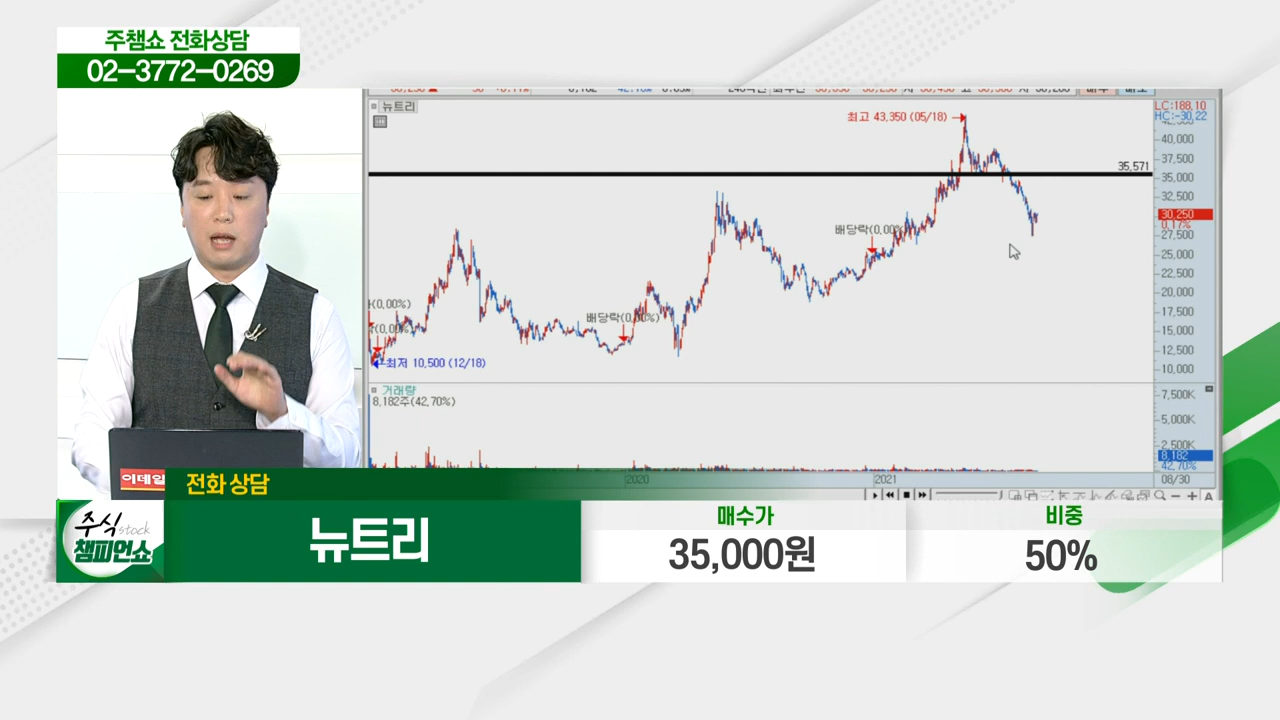 주챔쇼 전화상담
02-3772-0269
뉴트리
LC:188.10
HC:-30.22
최고 43,350 (05/18)
40,000
37,500
35,571
35,000
32,500
30,250
0.17%
27,500
25,000
22,500
20,000
17,500
15,000
12,500
10,000
배당락(0.00%)
배당락(0.00%)
(0.00%)
최저 10,500 (12/18)
거래량
8,182주(42.70%)
7,500K
5,000K
2,500K
8,182
42.70%
2020
2021
08/30
이데일
전화 상담
주식 stock
챔피언쇼
뉴트리
매수가
35,000원
비중
50%